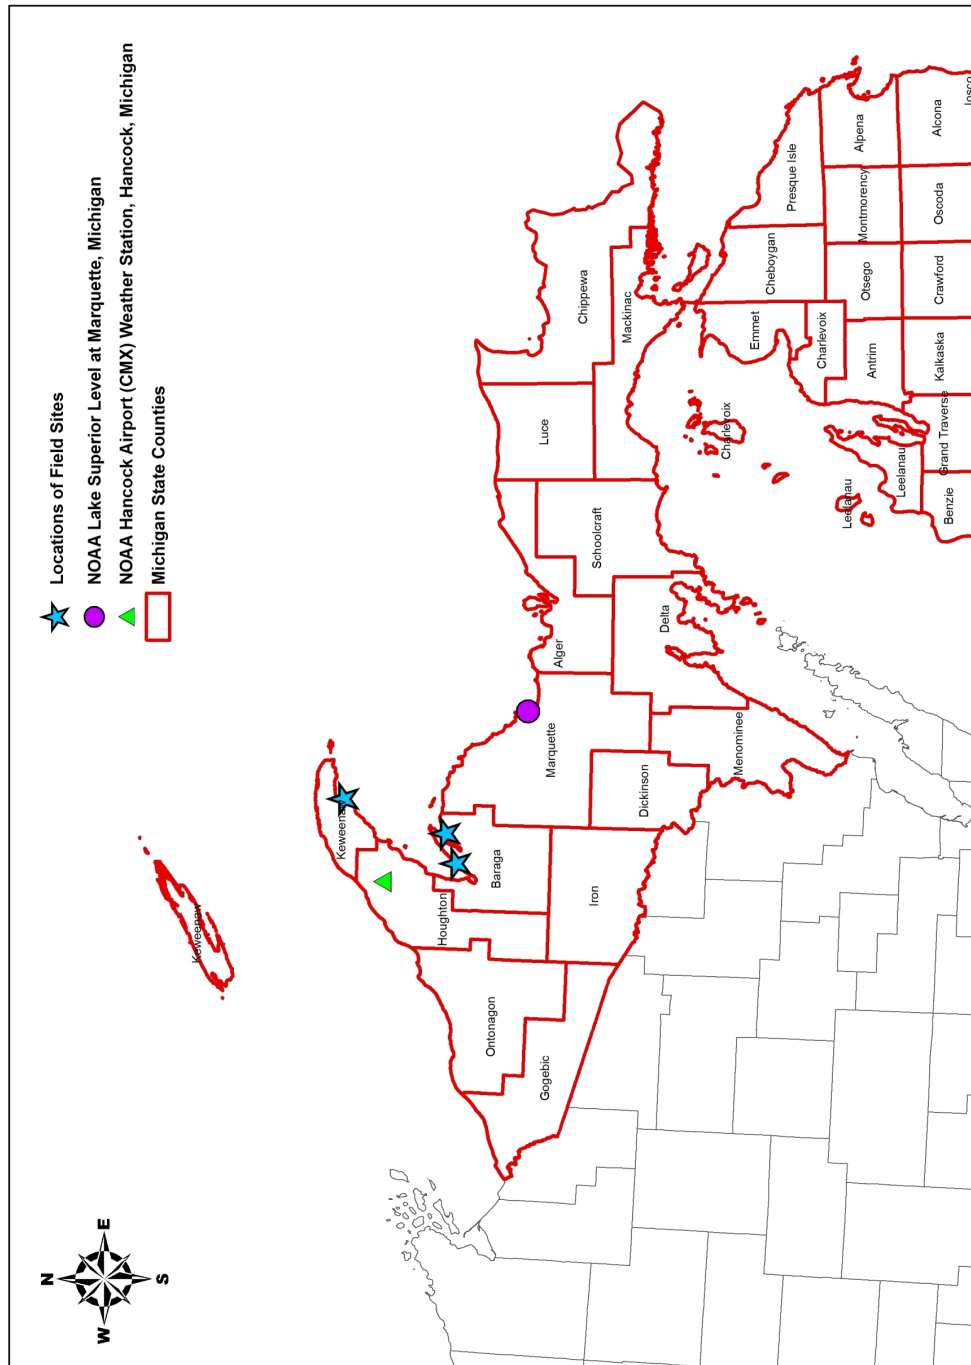 N
W
E
S
Locations of Field Sites
NOAA Lake Superior Level at Marquette, Michigan
NOAA Hancock Airport (CMX) Weather Station, Hancock, Michigan
Michigan State Counties
Keweenaw
Keweenaw
Houghton
Ontonagon
Gogebic
Baraga
Iron
Marquette
Dickinson
Menominee
Alger
Delta
Schoolcraft
Luce
Chippewa
Mackinac
Charlevoix
Emmet
Cheboygan
Presque Isle
Charlevoix
Antrim
Otsego
Montmorency
Alpena
Leelanau
Leelanau
Benzie
Grand Traverse
Kalkaska
Crawford
Oscoda
Alcona
Iosco